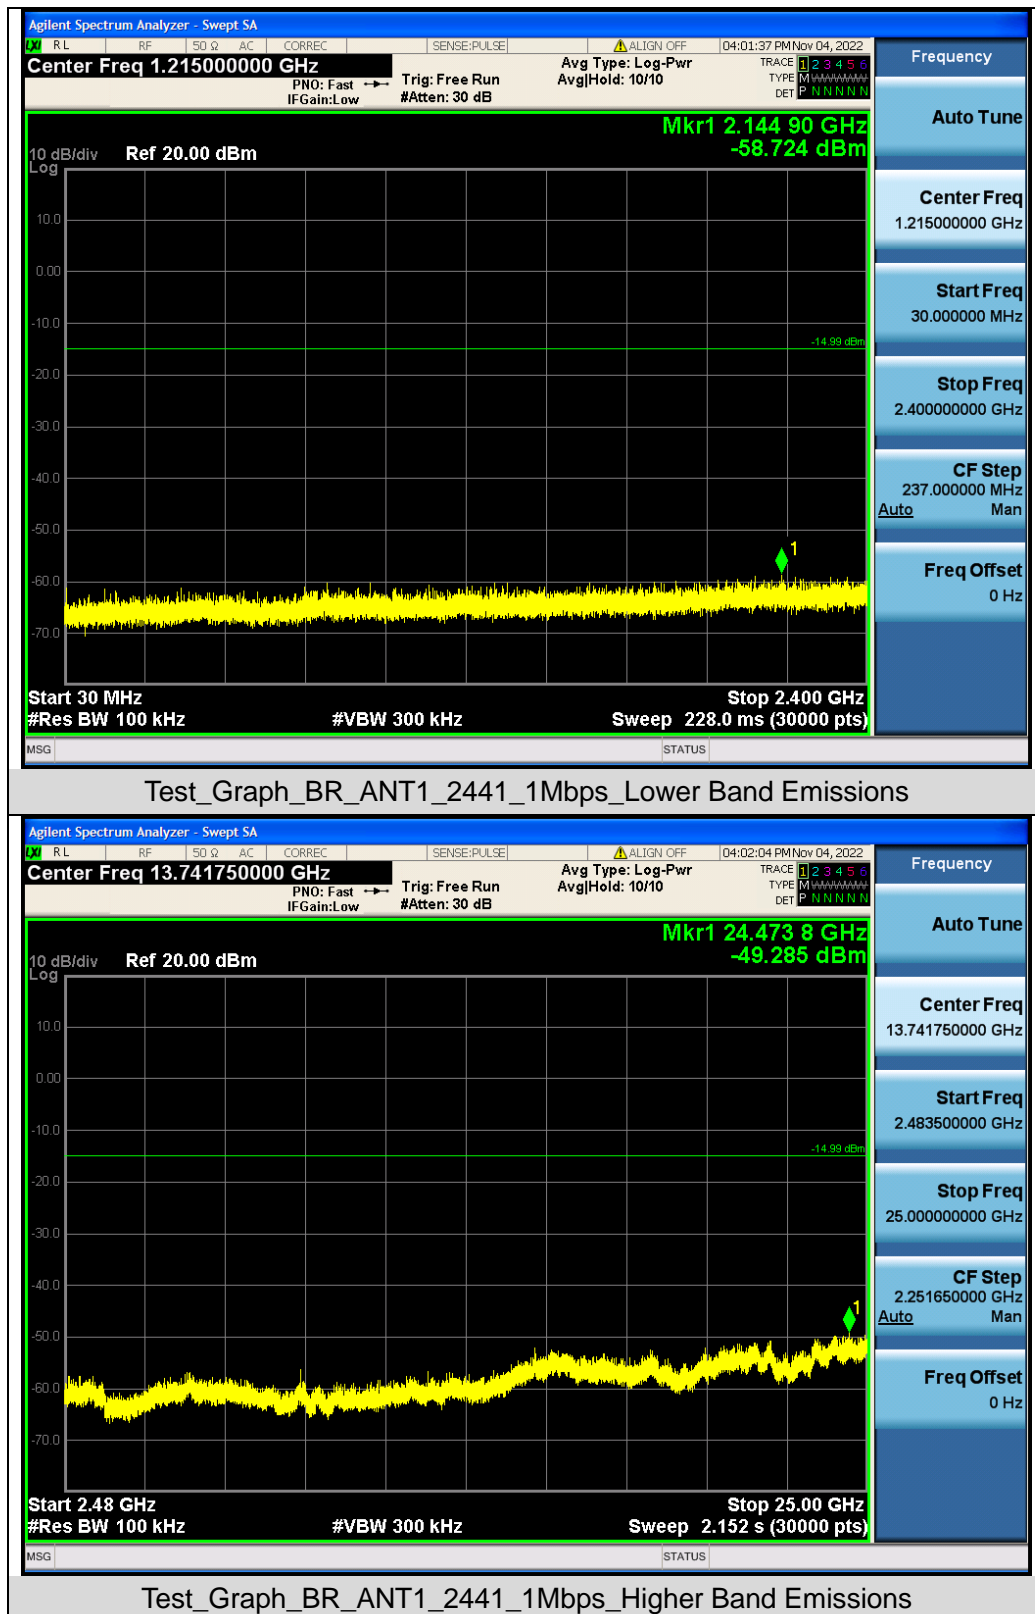 Agilent Spectrum Analyzer - Swept SA
LXI RL RF 50 Ω AC CORREC SENSE:PULSE ALIGN OFF 04:01:37 PM Nov 04, 2022
Center Freq 1.215000000 GHz
PNO: Fast
IFGain:Low
Trig: Free Run
#Atten: 30 dB
Avg Type: Log-Pwr
Avg|Hold: 10/10
TRACE 1 2 3 4 5 6
TYPE M WWWWW
DET P N N N N N
Frequency
Mkr1 2.144 90 GHz
-58.724 dBm
10 dB/div Ref 20.00 dBm
Log
10.0
0.00
-10.0
-14.99 dBm
-20.0
-30.0
-40.0
-50.0
1
-60.0
-70.0
Start 30 MHz Stop 2.400 GHz
#Res BW 100 kHz #VBW 300 kHz Sweep 228.0 ms (30000 pts)
MSG STATUS
Auto Tune
Center Freq
1.215000000 GHz
Start Freq
30.000000 MHz
Stop Freq
2.400000000 GHz
CF Step
237.000000 MHz
Auto Man
Freq Offset
0 Hz
Test_Graph_BR_ANT1_2441_1Mbps_Lower Band Emissions
Agilent Spectrum Analyzer - Swept SA
LXI RL RF 50 Ω AC CORREC SENSE:PULSE ALIGN OFF 04:02:04 PM Nov 04, 2022
Center Freq 13.741750000 GHz
PNO: Fast
IFGain:Low
Trig: Free Run
#Atten: 30 dB
Avg Type: Log-Pwr
Avg|Hold: 10/10
TRACE 1 2 3 4 5 6
TYPE M WWWWW
DET P N N N N N
Frequency
Mkr1 24.473 8 GHz
-49.285 dBm
10 dB/div Ref 20.00 dBm
Log
10.0
0.00
-10.0
-14.99 dBm
-20.0
-30.0
-40.0
1
-50.0
-60.0
-70.0
Start 2.48 GHz Stop 25.00 GHz
#Res BW 100 kHz #VBW 300 kHz Sweep 2.152 s (30000 pts)
MSG STATUS
Auto Tune
Center Freq
13.741750000 GHz
Start Freq
2.483500000 GHz
Stop Freq
25.000000000 GHz
CF Step
2.251650000 GHz
Auto Man
Freq Offset
0 Hz
Test_Graph_BR_ANT1_2441_1Mbps_Higher Band Emissions